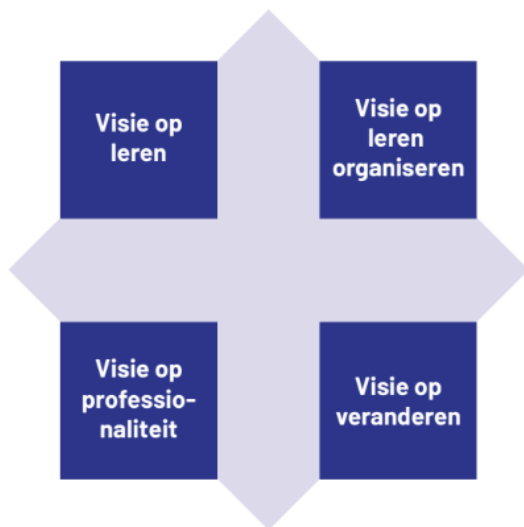 Visie op
leren
Visie op
leren
organiseren
Visie op
professio-
naliteit
Visie op
veranderen